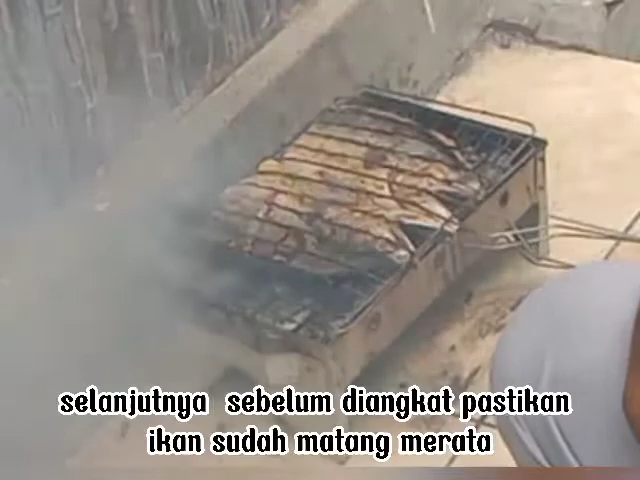 selanjutnya sebelum diangkat pastikan
ikan sudah matang merata